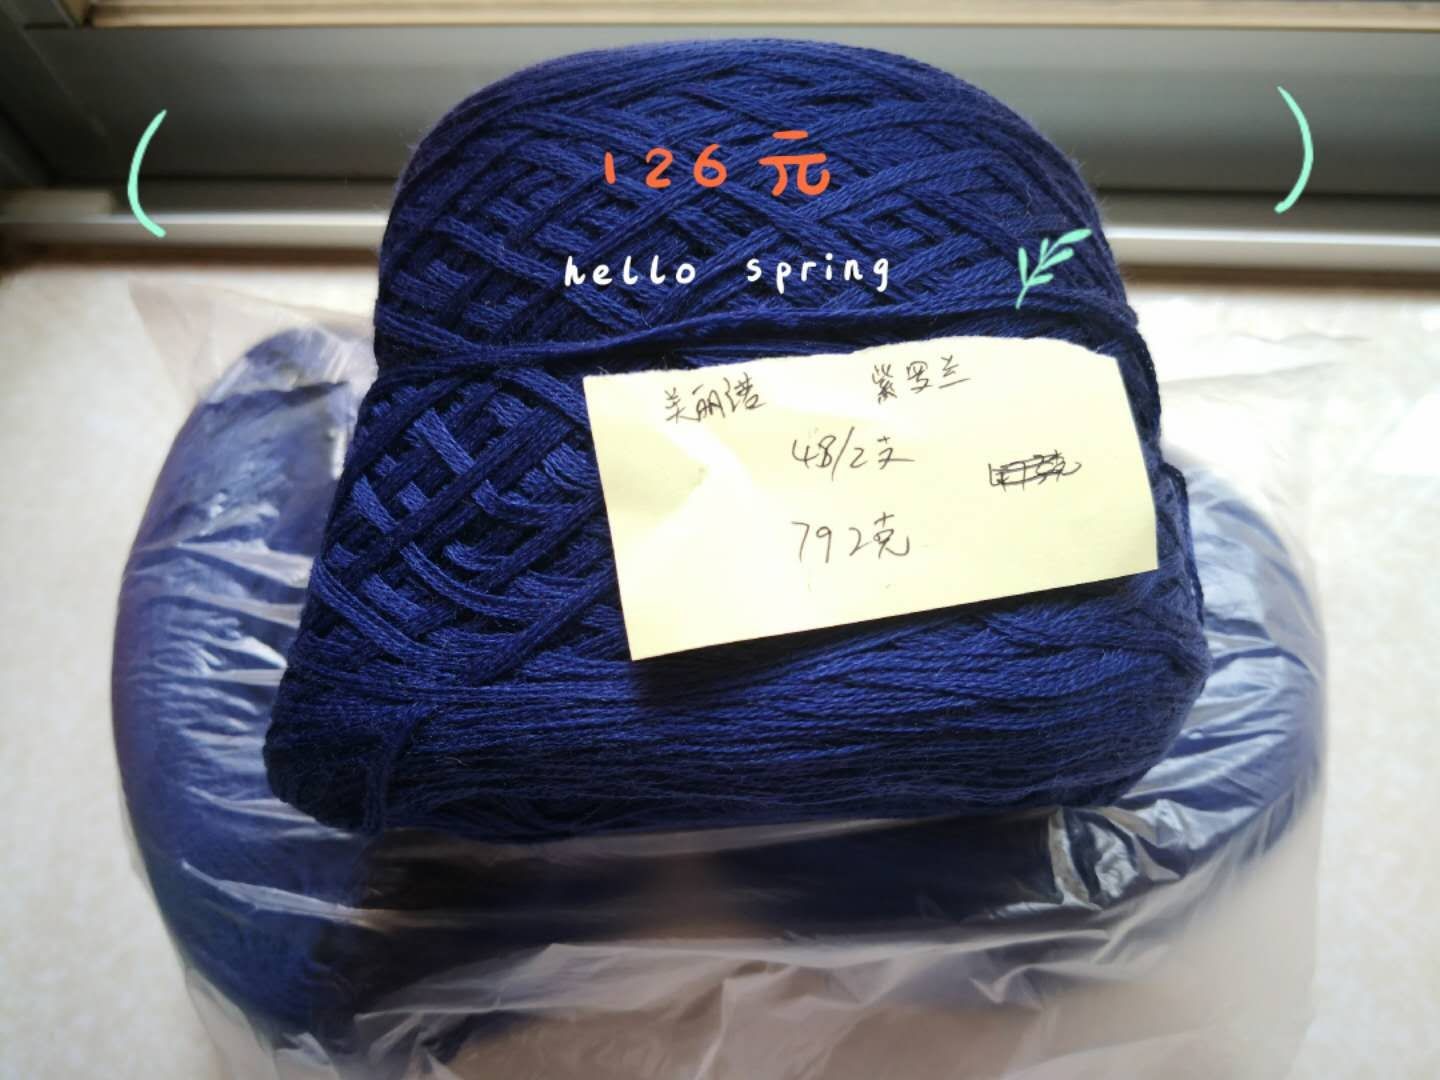 126元
hello spring
美丽诺 紫罗兰
48/2支
792克